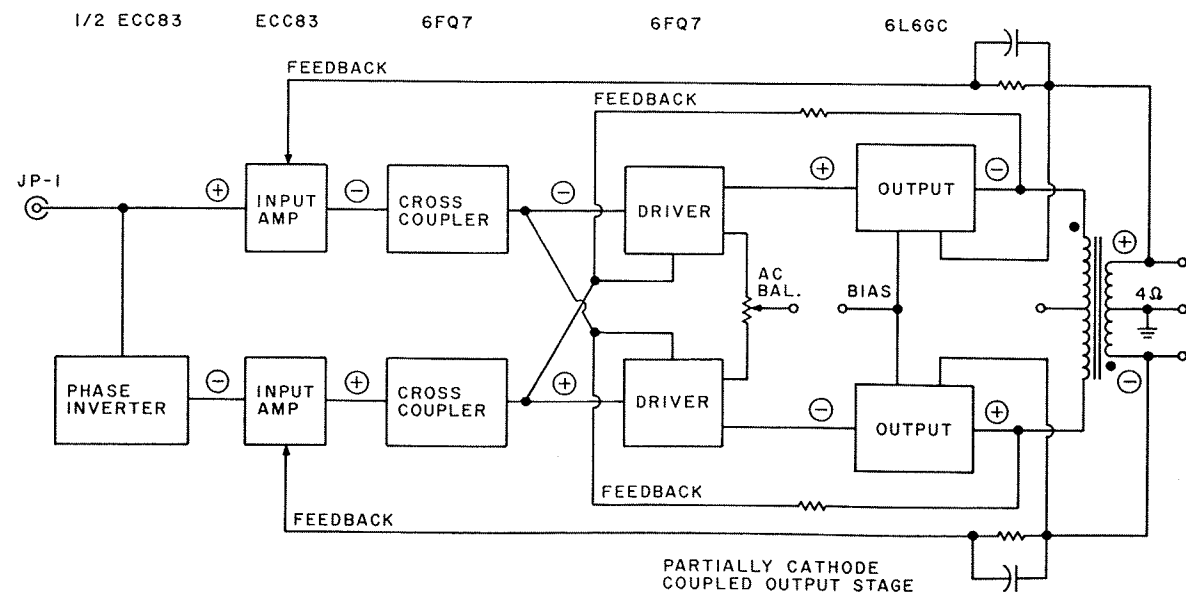 1/2 ECC83 ECC83 6FQ7 6FQ7 6L6GC
FEEDBACK
FEEDBACK
JP-1
+ INPUT AMP − CROSS COUPLER − DRIVER + OUTPUT −
+
AC BAL.
BIAS
4Ω
PHASE INVERTER − INPUT AMP + CROSS COUPLER + DRIVER − OUTPUT +
−
FEEDBACK
FEEDBACK
PARTIALLY CATHODE
COUPLED OUTPUT STAGE